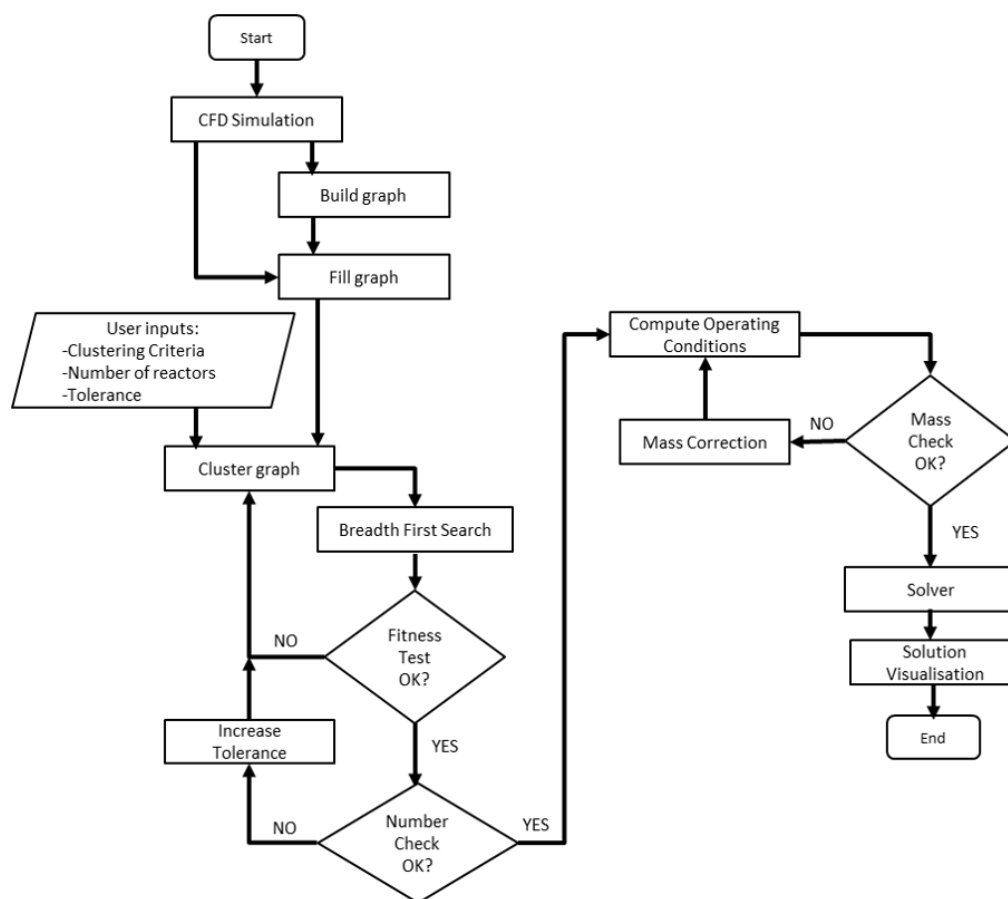 Start
CFD Simulation
Build graph
Fill graph
User inputs:
-Clustering Criteria
-Number of reactors
-Tolerance
Cluster graph
Breadth First Search
NO
Fitness
Test
OK?
YES
Increase
Tolerance
NO
Number
Check
OK?
YES
Compute Operating
Conditions
Mass Correction
NO
Mass
Check
OK?
YES
Solver
Solution
Visualisation
End